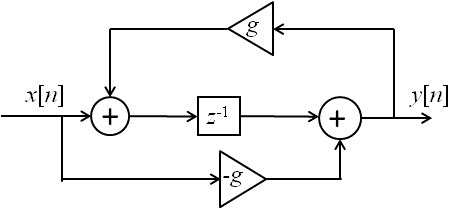 g
x[n]
y[n]
+
z⁻¹
+
-g